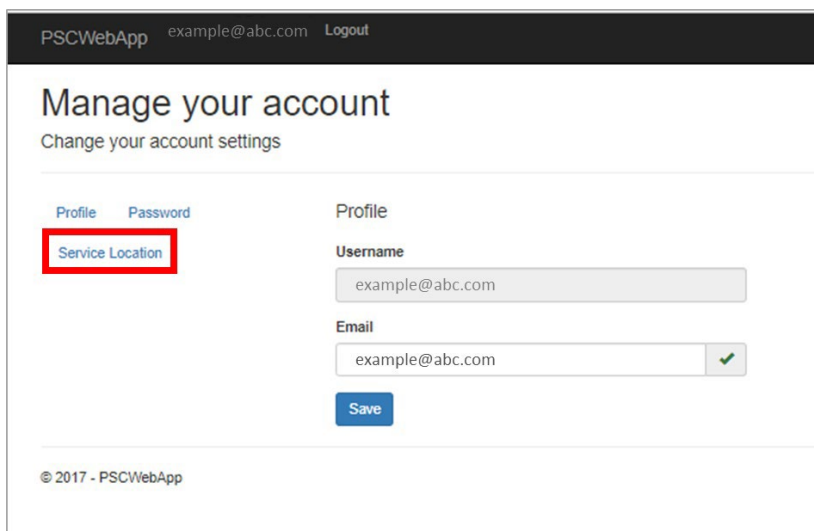 PSCWebApp example@abc.com Logout
Manage your account
Change your account settings
Profile Password
Service Location
Profile
Username
example@abc.com
Email
example@abc.com
Save
© 2017 - PSCWebApp